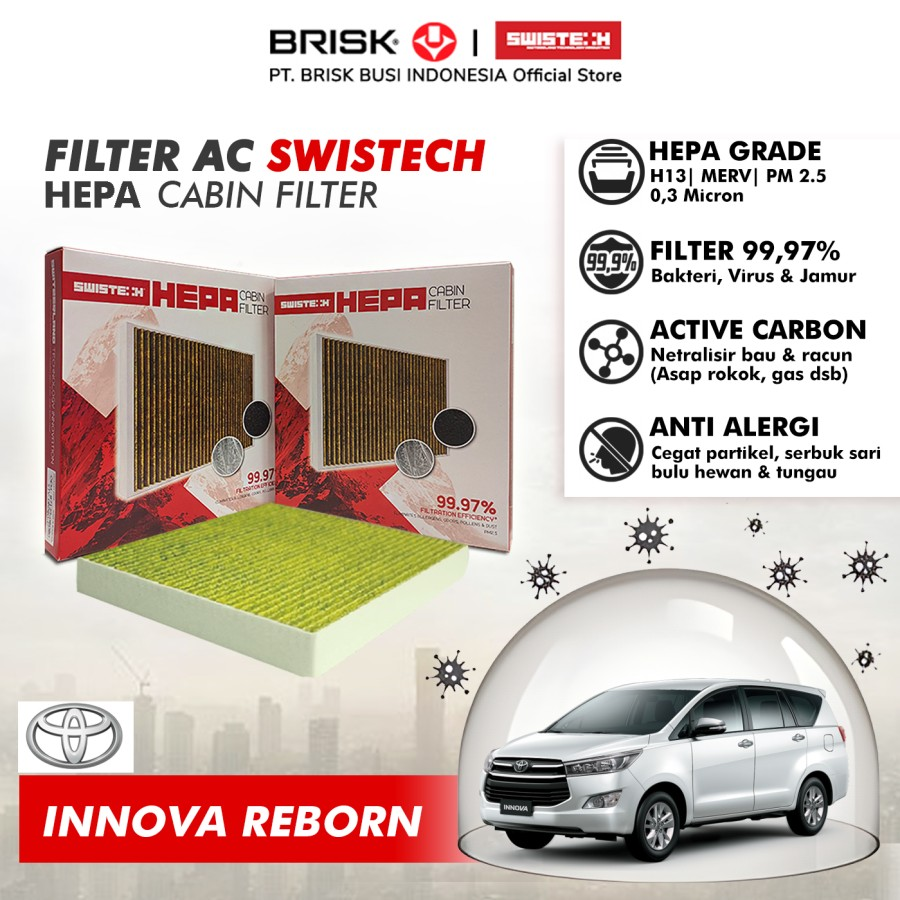 BRISK® | SWISTECH
PT. BRISK BUSI INDONESIA Official Store
FILTER AC SWISTECH
HEPA CABIN FILTER
HEPA GRADE
H13| MERV| PM 2.5
0,3 Micron
99,9%
FILTER 99,97%
Bakteri, Virus & Jamur
ACTIVE CARBON
Netralisir bau & racun
(Asap rokok, gas dsb)
ANTI ALERGI
Cegat partikel, serbuk sari
bulu hewan & tungau
SWISTECH HEPA CABIN FILTER
99.97
FILTRATION
SWISTECH HEPA CABIN FILTER
99.97%
FILTRATION EFFICIENCY*
INNOVA REBORN
INNOVA